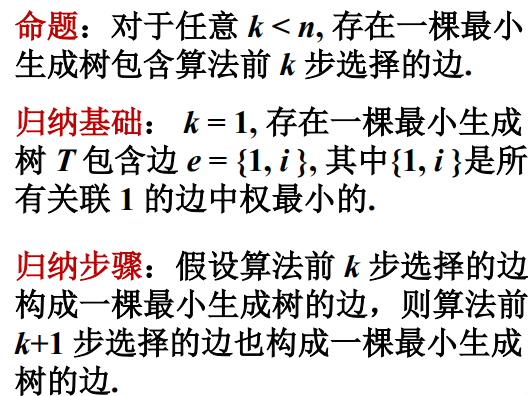 命题：对于任意 k < n, 存在一棵最小
生成树包含算法前 k 步选择的边.
归纳基础： k = 1, 存在一棵最小生成
树 T 包含边 e = {1, i }, 其中{1, i }是所
有关联 1 的边中权最小的.
归纳步骤：假设算法前 k 步选择的边
构成一棵最小生成树的边，则算法前
k+1 步选择的边也构成一棵最小生成
树的边.